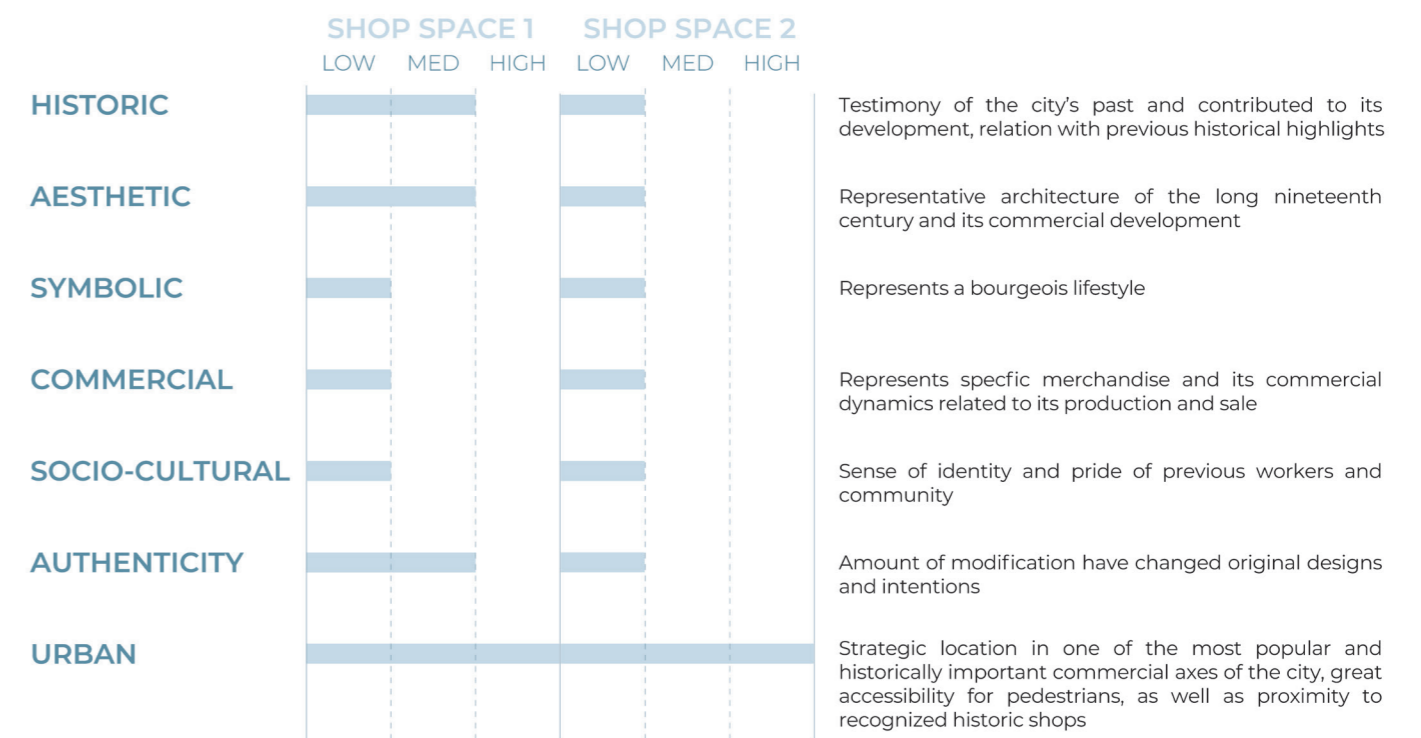 SHOP SPACE 1 SHOP SPACE 2
LOW MED HIGH LOW MED HIGH
HISTORIC
Testimony of the city's past and contributed to its
development, relation with previous historical highlights
AESTHETIC
Representative architecture of the long nineteenth
century and its commercial development
SYMBOLIC
Represents a bourgeois lifestyle
COMMERCIAL
Represents specfic merchandise and its commercial
dynamics related to its production and sale
SOCIO-CULTURAL
Sense of identity and pride of previous workers and
community
AUTHENTICITY
Amount of modification have changed original designs
and intentions
URBAN
Strategic location in one of the most popular and
historically important commercial axes of the city, great
accessibility for pedestrians, as well as proximity to
recognized historic shops